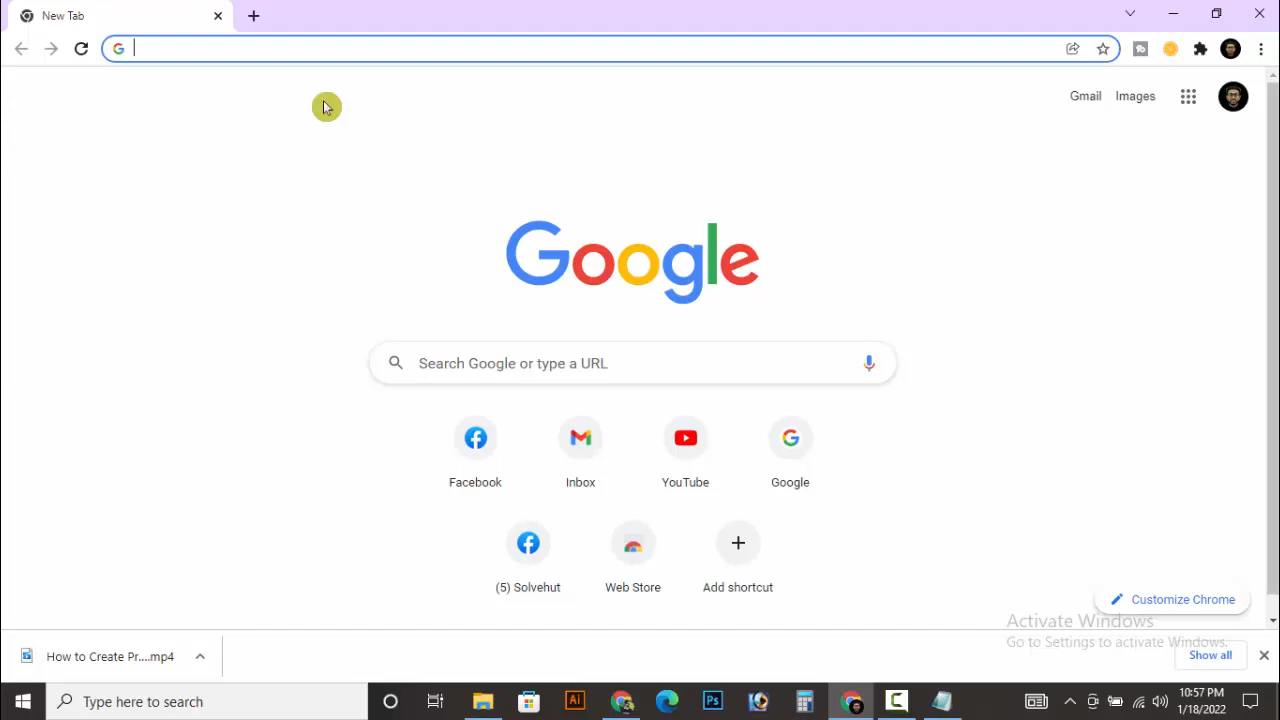 New Tab
Gmail Images
Google
Search Google or type a URL
Facebook
Inbox
YouTube
Google
(5) Solvehut
Web Store
Add shortcut
Customize Chrome
Activate Windows
Go to Settings to activate Windows.
How to Create Pr....mp4
Show all
Type here to search
Ai
Ps
10:57 PM
1/18/2022